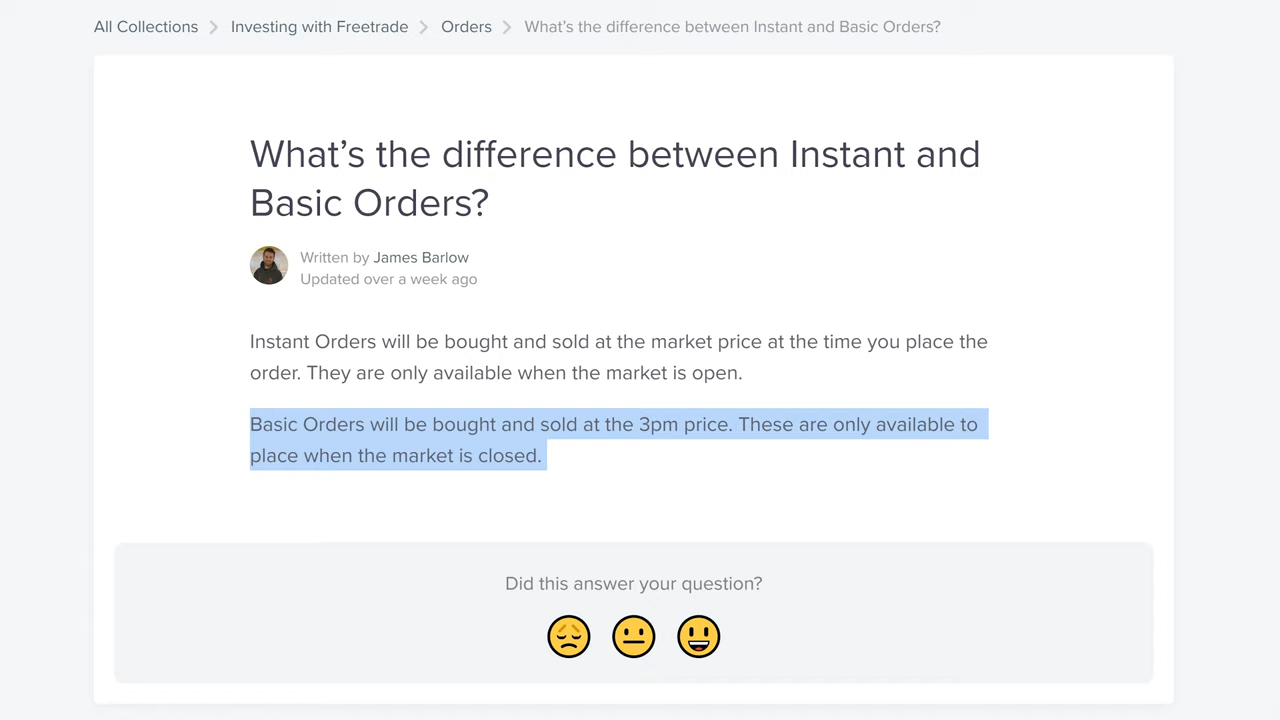 All Collections > Investing with Freetrade > Orders > What's the difference between Instant and Basic Orders?
What's the difference between Instant and
Basic Orders?
Written by James Barlow
Updated over a week ago
Instant Orders will be bought and sold at the market price at the time you place the
order. They are only available when the market is open.
Basic Orders will be bought and sold at the 3pm price. These are only available to
place when the market is closed.
Did this answer your question?